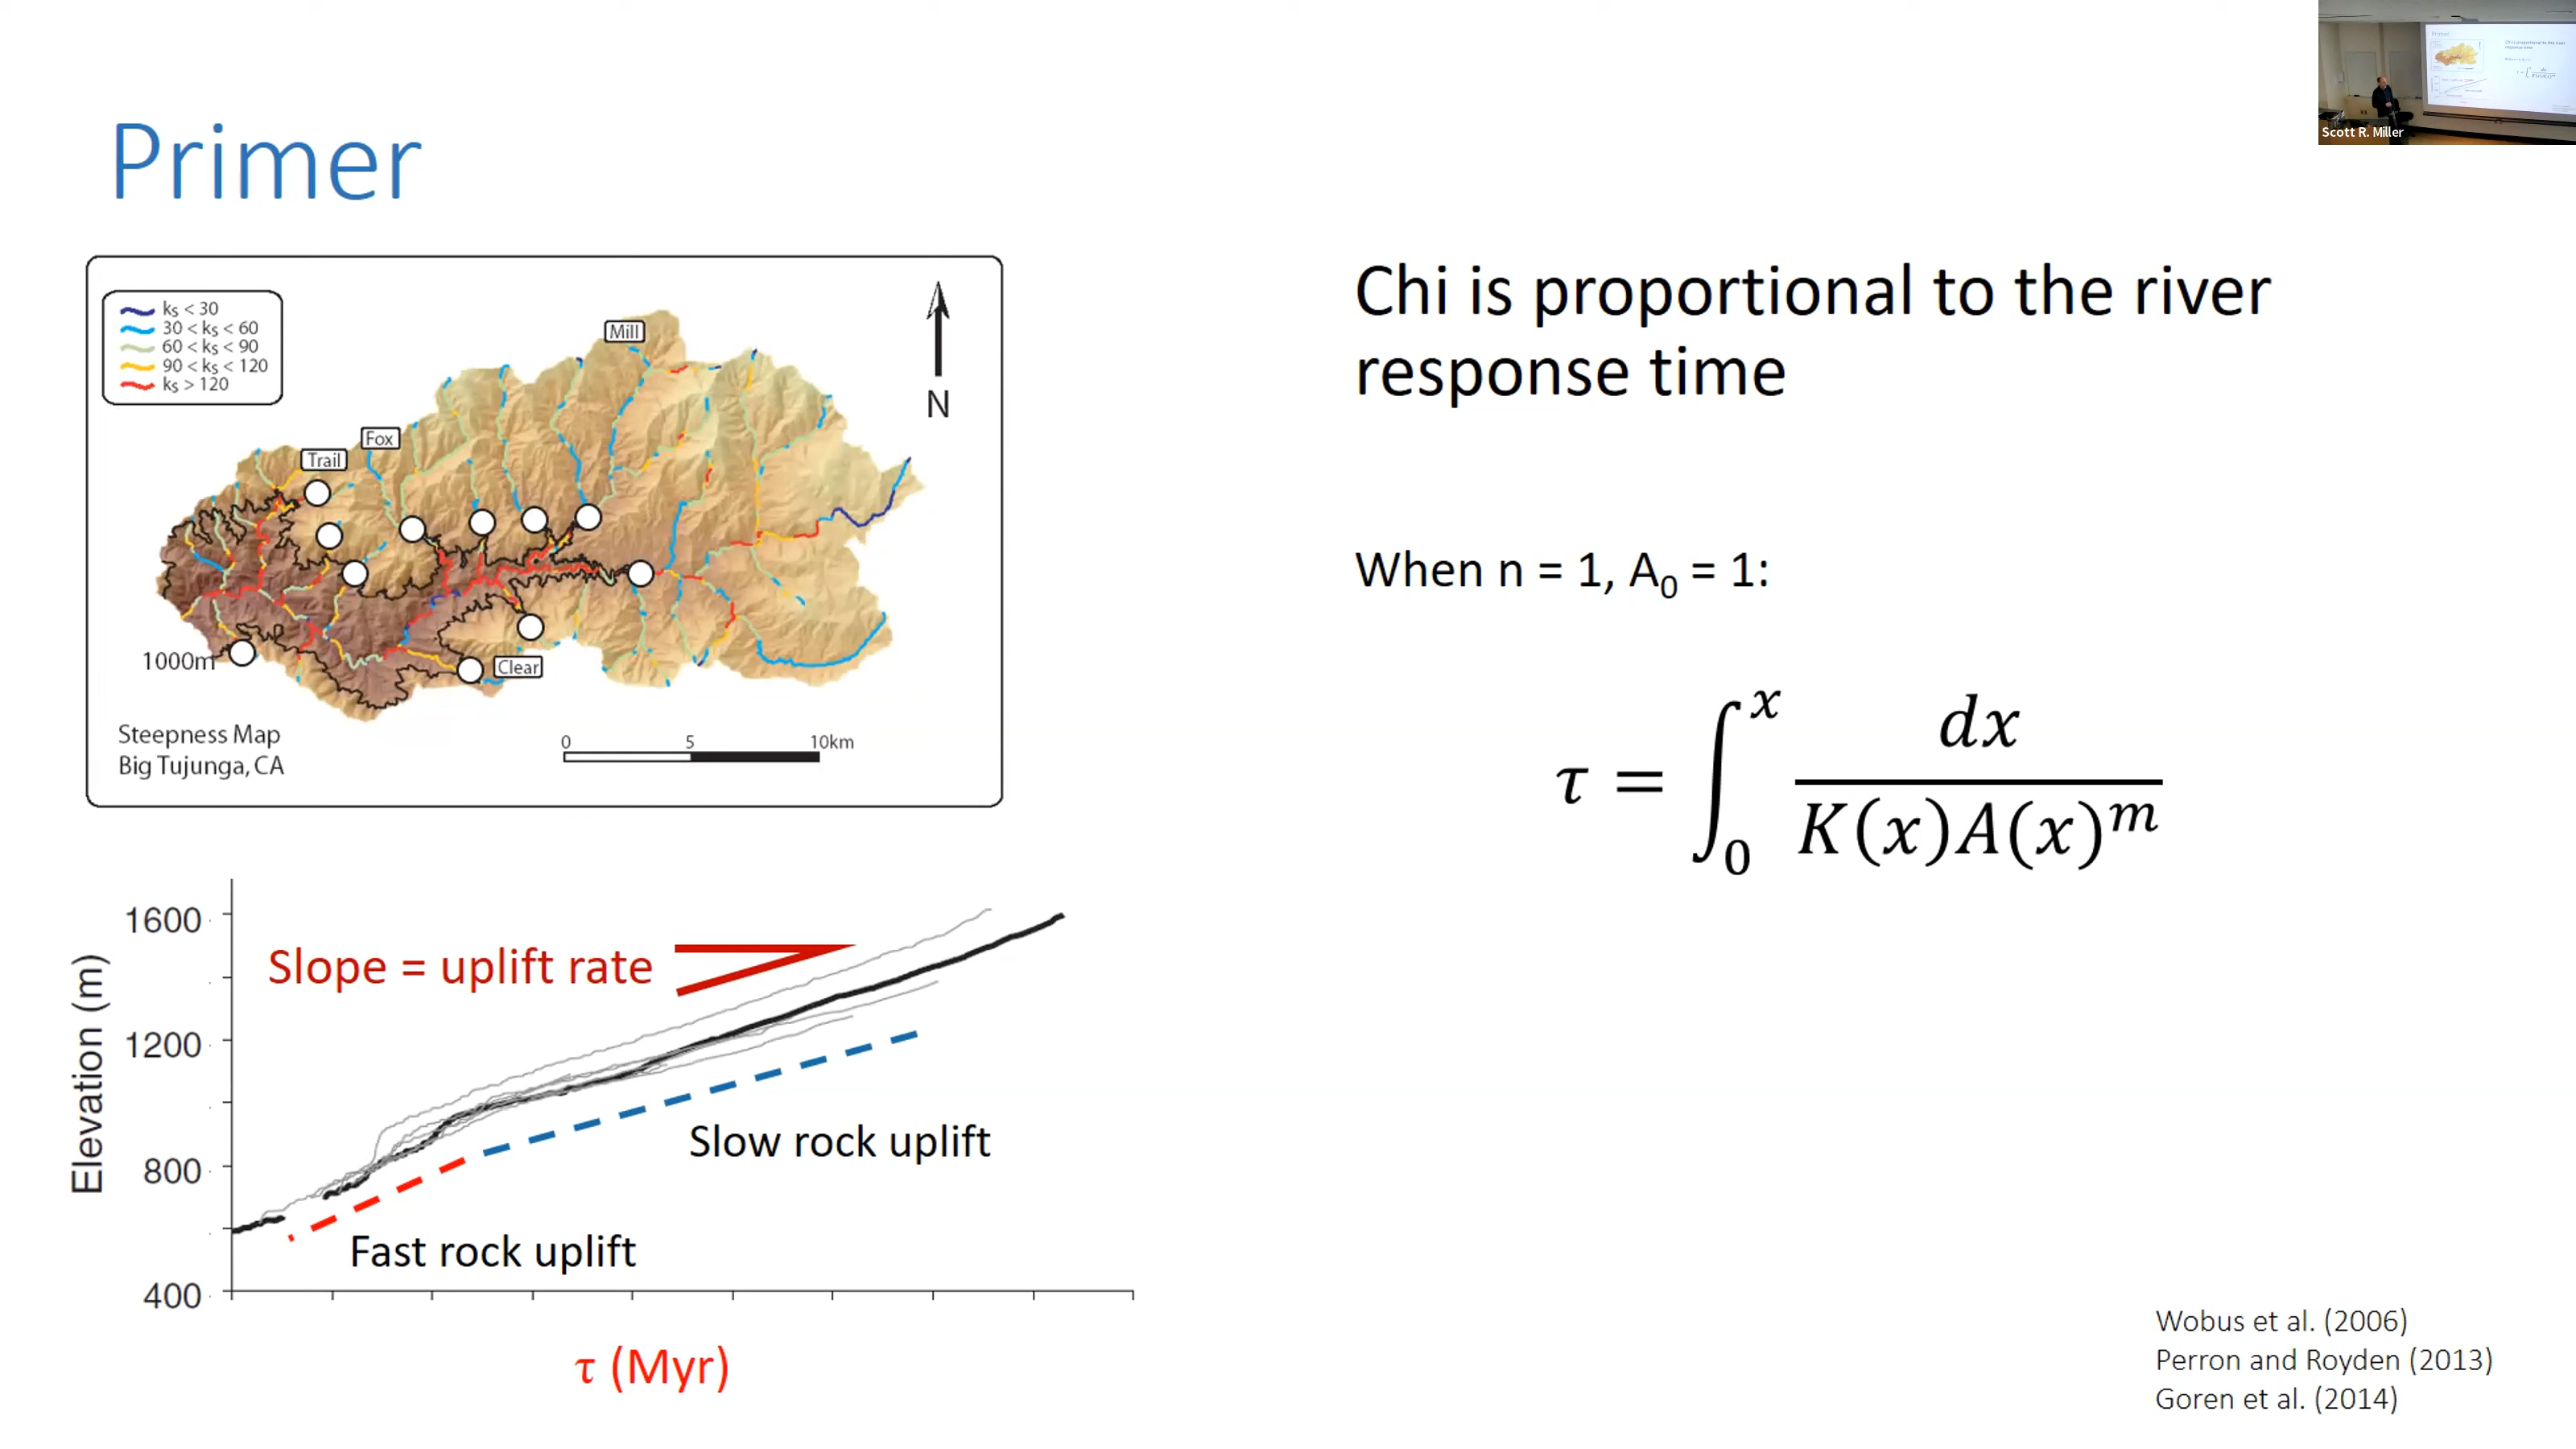 Primer
Scott R. Miller
ks < 30
30 < ks < 60
60 < ks < 90
90 < ks < 120
ks > 120
N
Mill
Fox
Trail
1000m
Clear
Steepness Map
Big Tujunga, CA
0 5 10km
Chi is proportional to the river
response time
When n = 1, A₀ = 1:
τ = ∫₀ˣ dx / K(x)A(x)ᵐ
Elevation (m)
1600
1200
800
400
Slope = uplift rate
Slow rock uplift
Fast rock uplift
τ (Myr)
Wobus et al. (2006)
Perron and Royden (2013)
Goren et al. (2014)